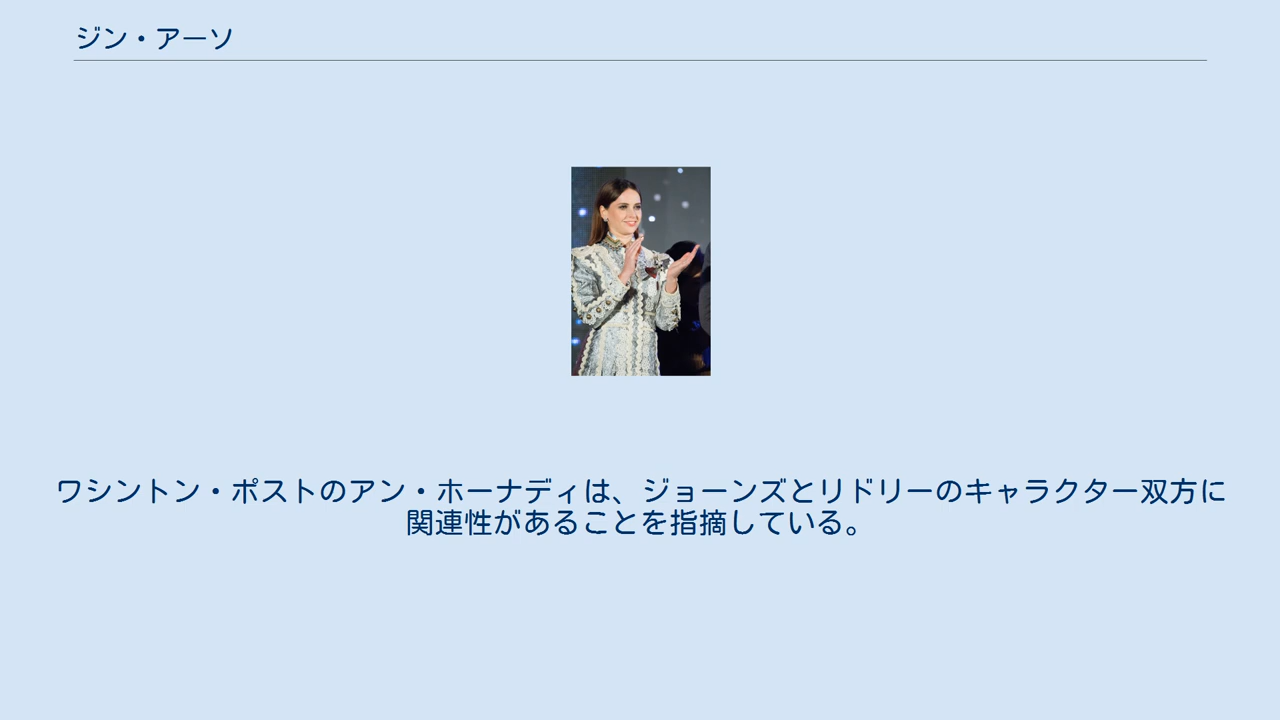 ジン・アーソ
ワシントン・ポストのアン・ホーナディは、ジョーンズとリドリーのキャラクター双方に
関連性があることを指摘している。